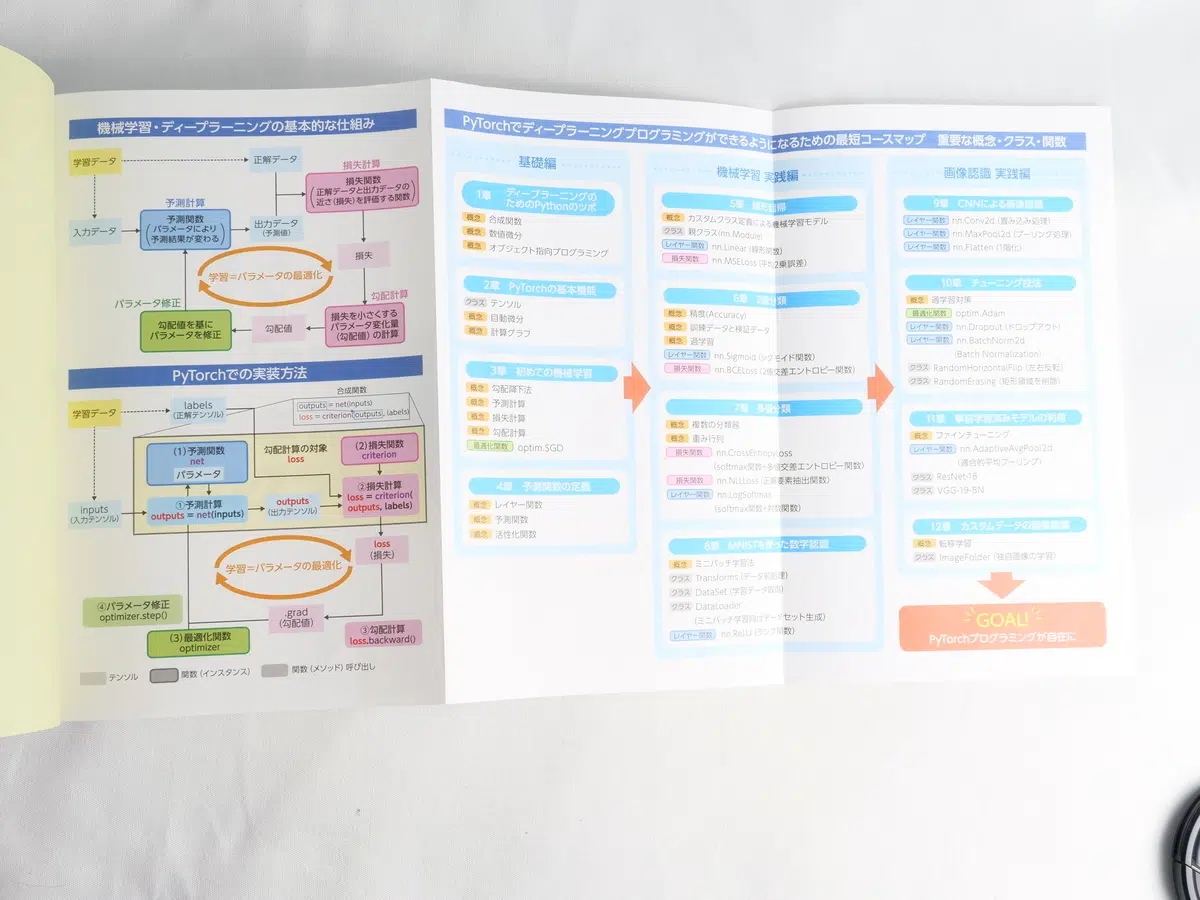 機械学習・ディープラーニングの基本的な仕組み
学習データ
正解データ
損失計算
損失関数
(正解データと出力データの
近さ(損失)を評価する関数)
予測計算
予測関数
(パラメータにより
予測結果が変わる)
入力データ
出力データ
(予測値)
学習=パラメータの最適化
損失
パラメータ修正
勾配計算
勾配値を基に
パラメータを修正
勾配値
損失を小さくする
パラメータ変化量
(勾配値)の計算
PyTorchでの実装方法
合成関数
学習データ
labels
(正解テンソル)
outputs = net(inputs)
loss = criterion(outputs, labels)
(1)予測関数
net
パラメータ
勾配計算の対象
loss
(2)損失関数
criterion
inputs
(入力テンソル)
①予測計算
outputs = net(inputs)
outputs
(出力テンソル)
②損失計算
loss = criterion(
outputs, labels)
loss
(損失)
学習=パラメータの最適化
④パラメータ修正
optimizer.step()
.grad
(勾配値)
(3)最適化関数
optimizer
③勾配計算
loss.backward()
テンソル
関数(インスタンス)
関数(メソッド)呼び出し
PyTorchでディープラーニングプログラミングができるようになるための最短コースマップ 重要な概念・クラス・関数
基礎編
1章 ディープラーニングの
ためのPythonのツボ
概念 合成関数
概念 数値微分
概念 オブジェクト指向プログラミング
2章 PyTorchの基本機能
クラス テンソル
概念 自動微分
概念 計算グラフ
3章 初めての機械学習
概念 勾配降下法
概念 予測計算
概念 損失計算
概念 勾配計算
最適化関数 optim.SGD
4章 予測関数の定義
概念 レイヤー関数
概念 予測関数
概念 活性化関数
機械学習 実践編
5章 線形回帰
概念 カスタムクラス定義による機械学習モデル
クラス 親クラス(nn.Module)
レイヤー関数 nn.Linear (線形関数)
損失関数 nn.MSELoss (平均2乗誤差)
6章 2値分類
概念 精度(Accuracy)
概念 訓練データと検証データ
概念 過学習
レイヤー関数 nn.Sigmoid (シグモイド関数)
損失関数 nn.BCELoss (2値交差エントロピー関数)
7章 多値分類
概念 複数の分類器
概念 重み行列
損失関数 nn.CrossEntropyLoss
(softmax関数+多値交差エントロピー関数)
損失関数 nn.NLLLoss (正解要素抽出関数)
レイヤー関数 nn.LogSoftmax
(softmax関数+対数関数)
8章 MNISTを使った数字認識
概念 ミニバッチ学習法
クラス Transforms (データ前処理)
クラス DataSet (学習データ取得)
クラス DataLoader
(ミニバッチ学習向けデータセット生成)
レイヤー関数 nn.ReLU (ランプ関数)
画像認識 実践編
9章 CNNによる画像認識
レイヤー関数 nn.Conv2d (畳み込み処理)
レイヤー関数 nn.MaxPool2d (プーリング処理)
レイヤー関数 nn.Flatten (1階化)
10章 チューニング技法
概念 過学習対策
最適化関数 optim.Adam
レイヤー関数 nn.Dropout (ドロップアウト)
レイヤー関数 nn.BatchNorm2d
(Batch Normalization)
クラス RandomHorizontalFlip (左右反転)
クラス RandomErasing (矩形領域を削除)
11章 事前学習済みモデルの利用
概念 ファインチューニング
レイヤー関数 nn.AdaptiveAvgPool2d
(適合的平均プーリング)
クラス ResNet-18
クラス VGG-19-BN
12章 カスタムデータの画像認識
概念 転移学習
クラス ImageFolder (独自画像の学習)
GOAL!
PyTorchプログラミングが自在に